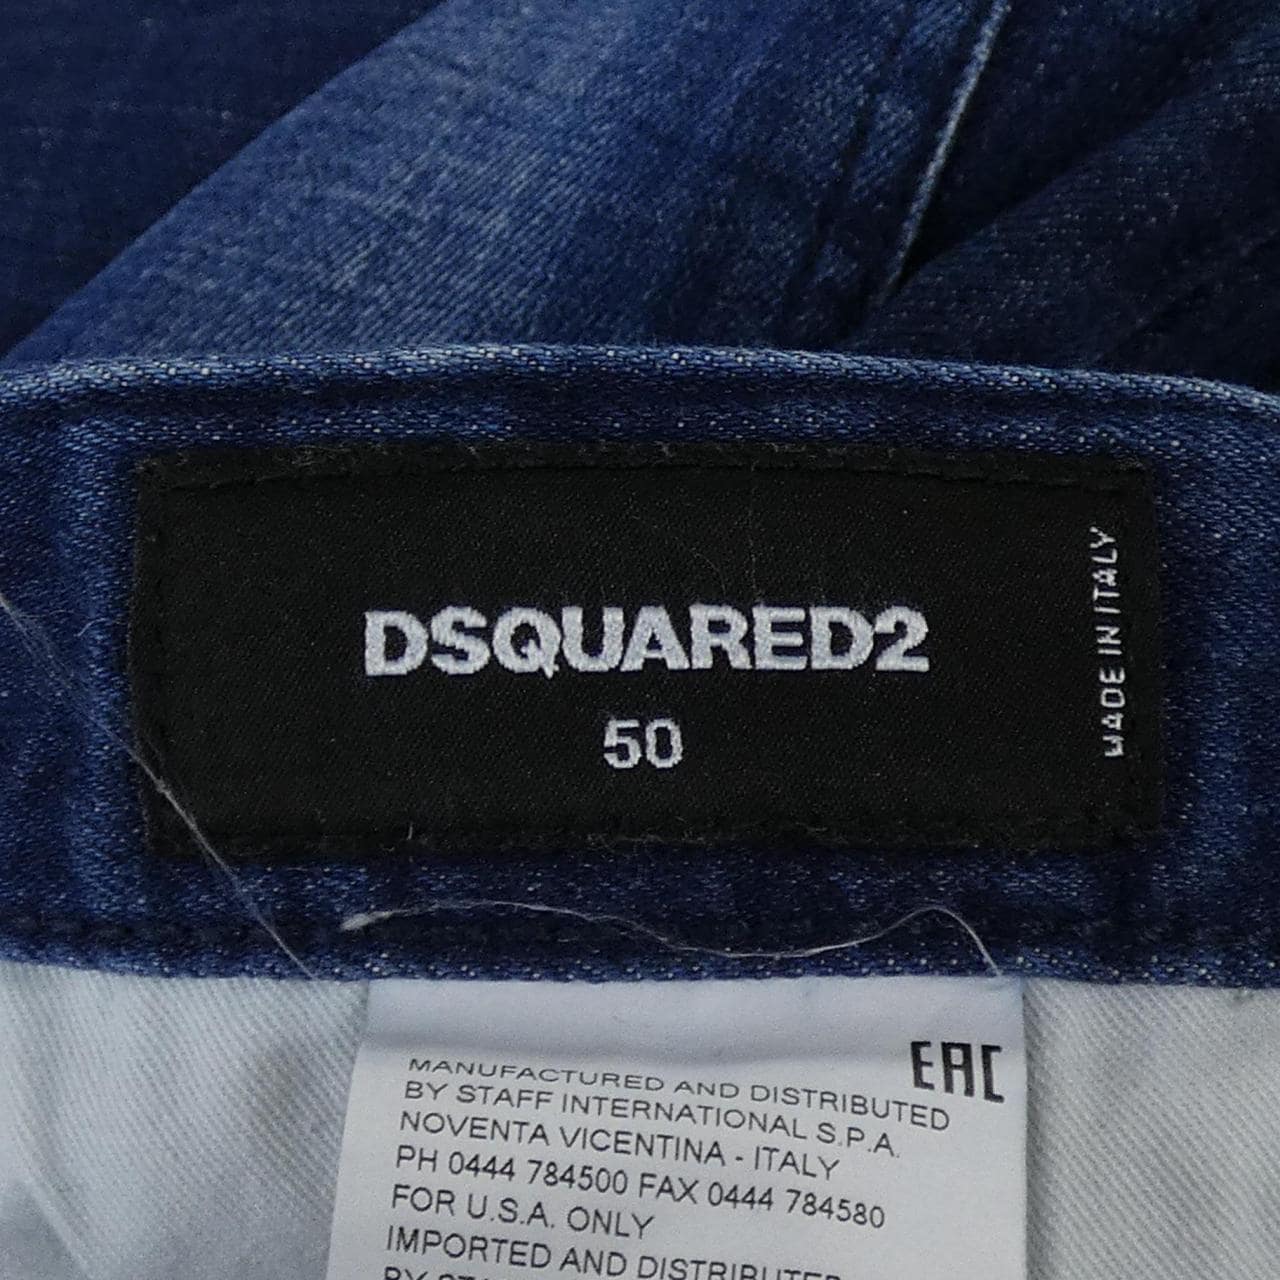 DSQUARED2
50
MADE IN ITALY
EAC
MANUFACTURED AND DISTRIBUTED
BY STAFF INTERNATIONAL S.P.A.
NOVENTA VICENTINA - ITALY
PH 0444 784500 FAX 0444 784580
FOR U.S.A. ONLY
IMPORTED AND DISTRIBUTED
BY